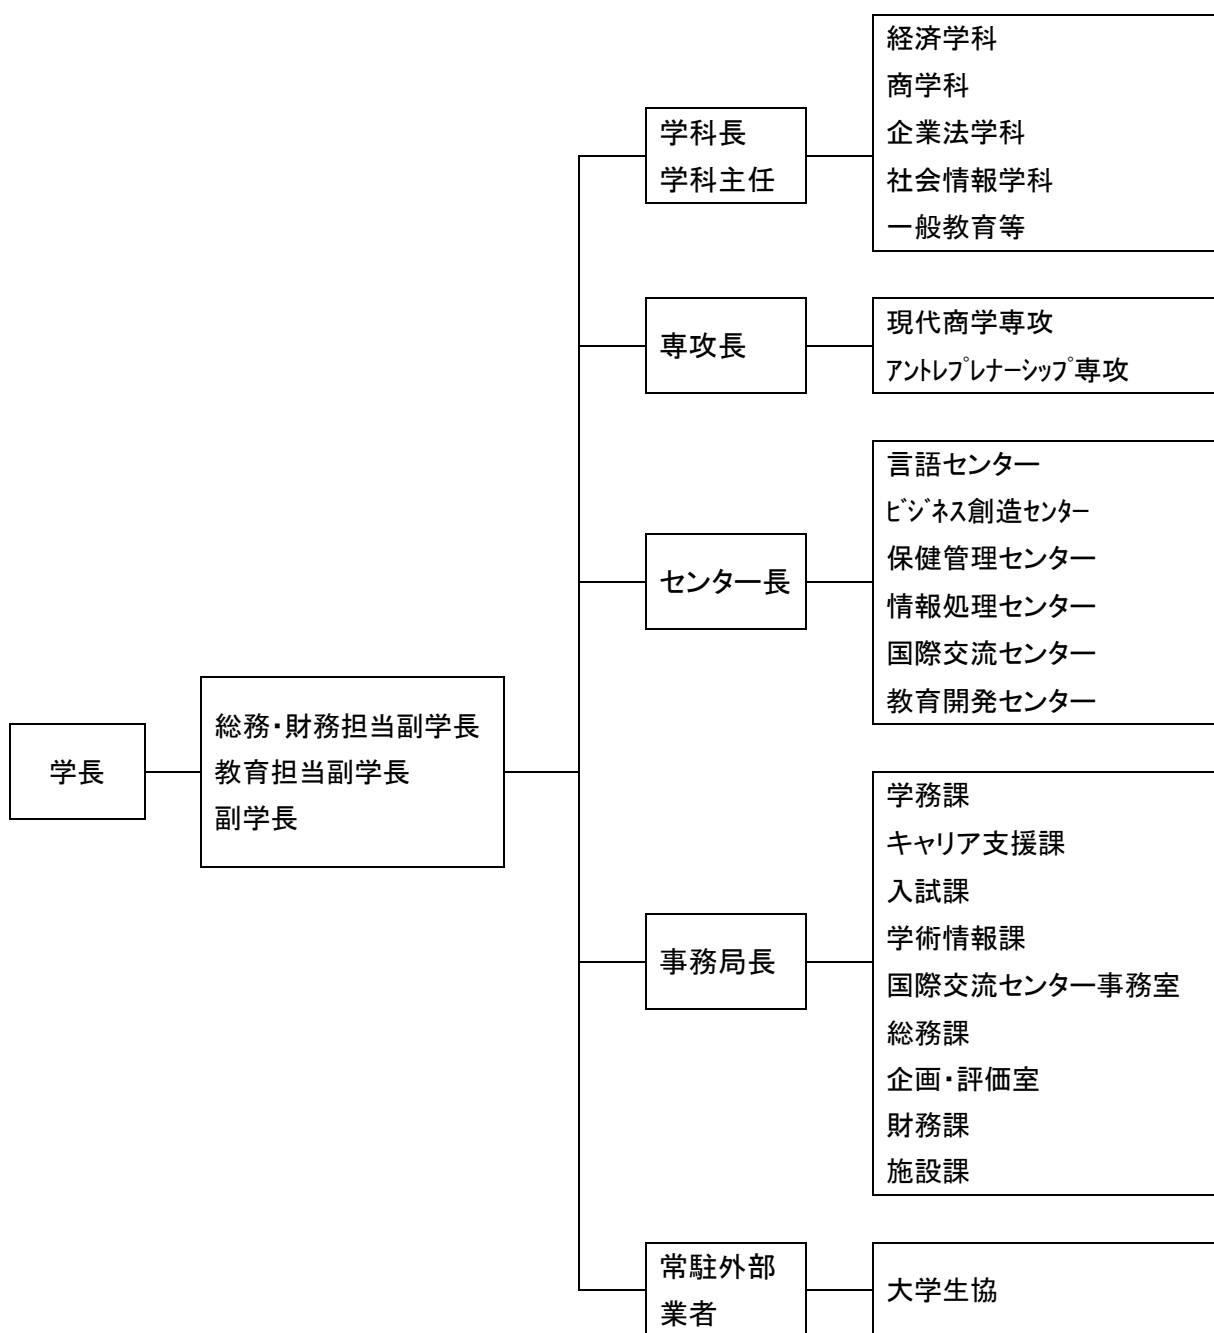 学長
総務・財務担当副学長
教育担当副学長
副学長
学科長
学科主任
経済学科
商学科
企業法学科
社会情報学科
一般教育等
専攻長
現代商学専攻
ｱﾝﾄﾚﾌﾟﾚﾅｰｼｯﾌﾟ専攻
センター長
言語センター
ﾋﾞｼﾞﾈｽ創造ｾﾝﾀｰ
保健管理センター
情報処理センター
国際交流センター
教育開発センター
事務局長
学務課
キャリア支援課
入試課
学術情報課
国際交流センター事務室
総務課
企画・評価室
財務課
施設課
常駐外部
業者
大学生協